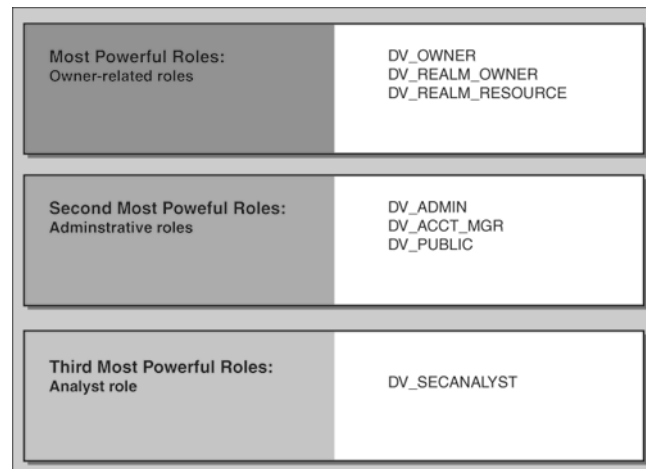 Most Powerful Roles:
Owner-related roles
DV_OWNER
DV_REALM_OWNER
DV_REALM_RESOURCE
Second Most Poweful Roles:
Adminstrative roles
DV_ADMIN
DV_ACCT_MGR
DV_PUBLIC
Third Most Powerful Roles:
Analyst role
DV_SECANALYST